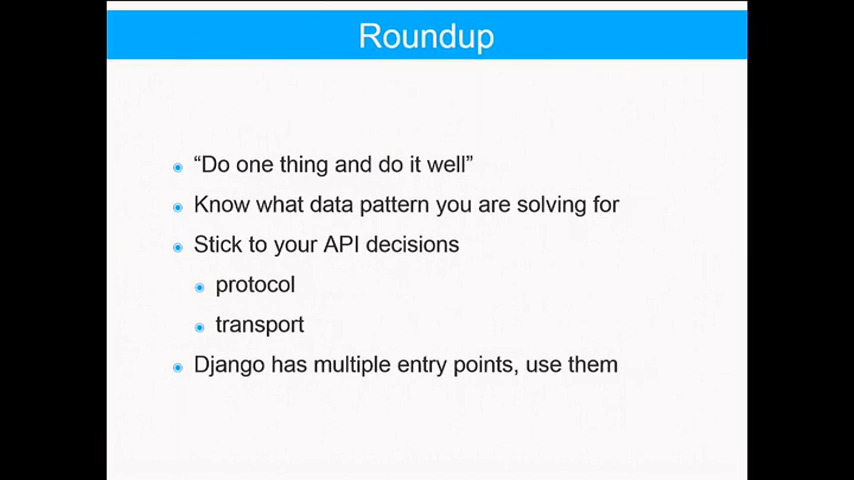 Roundup
“Do one thing and do it well”
Know what data pattern you are solving for
Stick to your API decisions
protocol
transport
Django has multiple entry points, use them